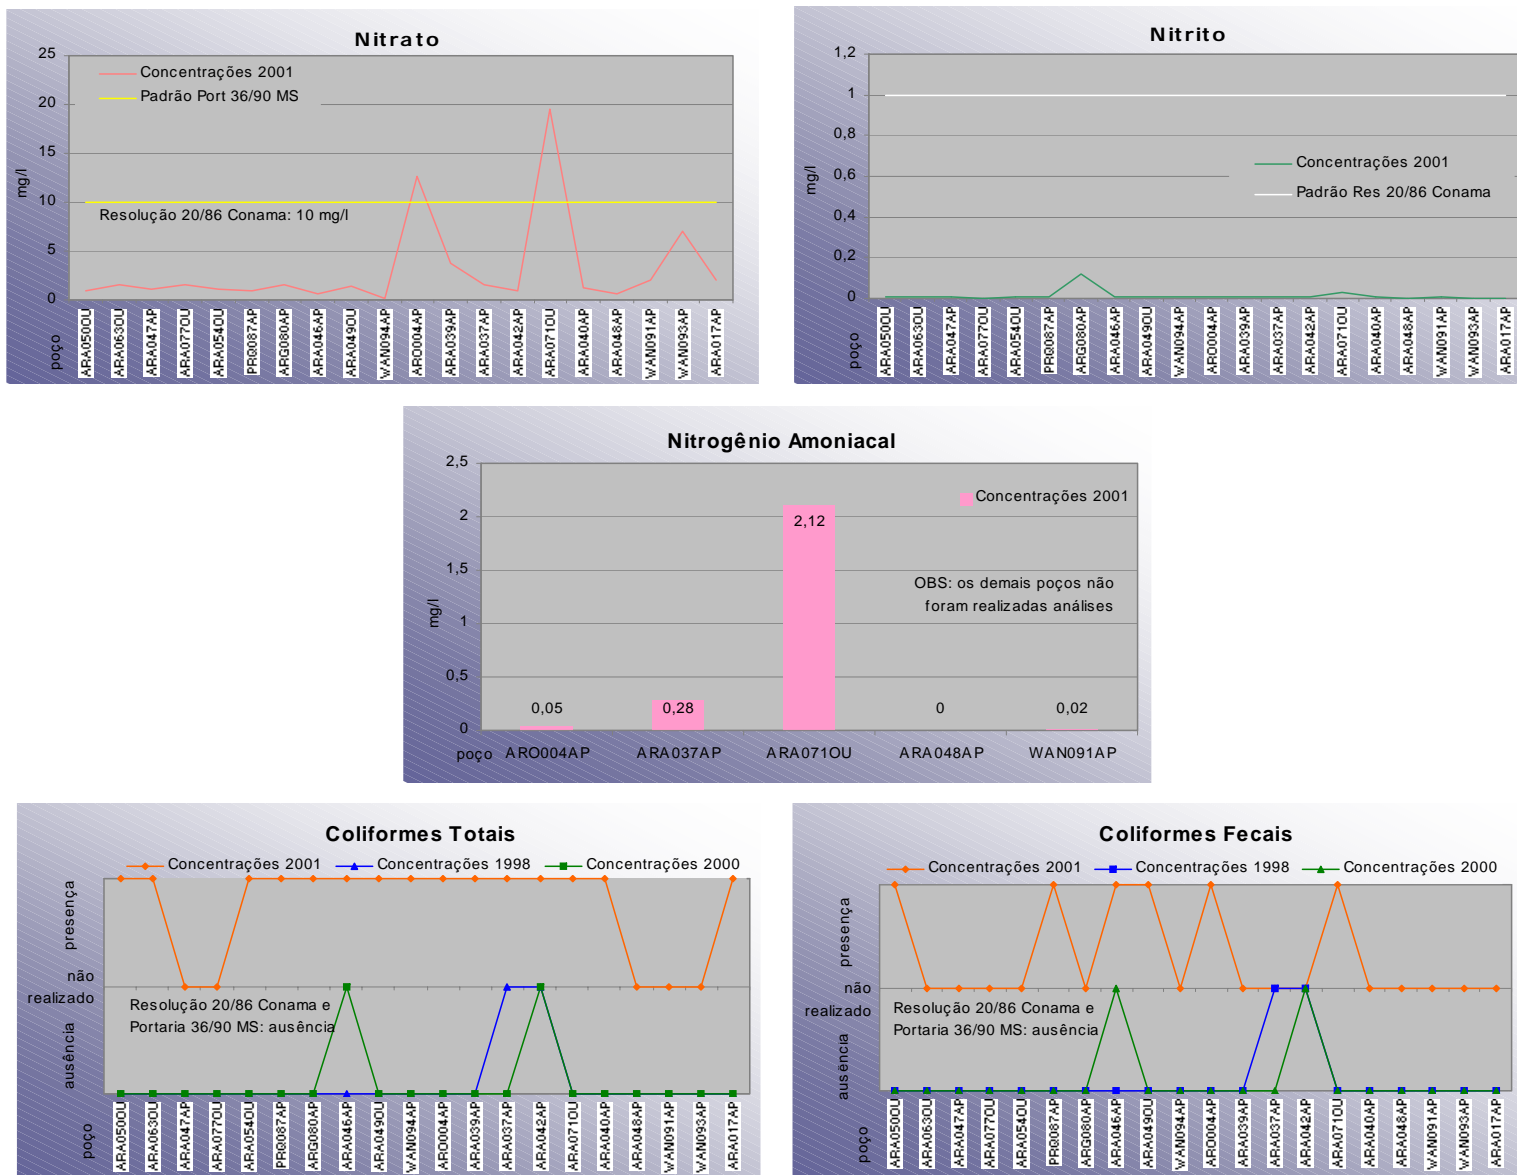 Nitrato
25
20
15
10
5
0
mg/l
Concentrações 2001
Padrão Port 36/90 MS
Resolução 20/86 Conama: 10 mg/l
poço
ARA050OU
ARA063OU
ARA047AP
ARA077OU
ARA054OU
PRQ087AP
ARG080AP
ARA046AP
ARA049OU
WAN094AP
ARO004AP
ARA039AP
ARA037AP
ARA042AP
ARA071OU
ARA040AP
ARA048AP
WAN091AP
WAN093AP
ARA017AP
Nitrito
1,2
1
0,8
0,6
0,4
0,2
0
mg/l
Concentrações 2001
Padrão Res 20/86 Conama
poço
ARA050OU
ARA063OU
ARA047AP
ARA077OU
ARA054OU
PRQ087AP
ARG080AP
ARA046AP
ARA049OU
WAN094AP
ARO004AP
ARA039AP
ARA037AP
ARA042AP
ARA071OU
ARA040AP
ARA048AP
WAN091AP
WAN093AP
ARA017AP
Nitrogênio Amoniacal
2,5
2
1,5
1
0,5
0
mg/l
Concentrações 2001
OBS: os demais poços não
foram realizadas análises
0,05
0,28
2,12
0
0,02
poço ARO004AP ARA037AP ARA071OU ARA048AP WAN091AP
Coliformes Totais
Concentrações 2001 Concentrações 1998 Concentrações 2000
presença
não
realizado
ausência
Resolução 20/86 Conama e
Portaria 36/90 MS: ausência
poço
ARA050OU
ARA063OU
ARA047AP
ARA077OU
ARA054OU
PRQ087AP
ARG080AP
ARA046AP
ARA049OU
WAN094AP
ARO004AP
ARA039AP
ARA037AP
ARA042AP
ARA071OU
ARA040AP
ARA048AP
WAN091AP
WAN093AP
ARA017AP
Coliformes Fecais
Concentrações 2001 Concentrações 1998 Concentrações 2000
presença
não
realizado
ausência
Resolução 20/86 Conama e
Portaria 36/90 MS: ausência
poço
ARA050OU
ARA063OU
ARA047AP
ARA077OU
ARA054OU
PRQ087AP
ARG080AP
ARA046AP
ARA049OU
WAN094AP
ARO004AP
ARA039AP
ARA037AP
ARA042AP
ARA071OU
ARA040AP
ARA048AP
WAN091AP
WAN093AP
ARA017AP